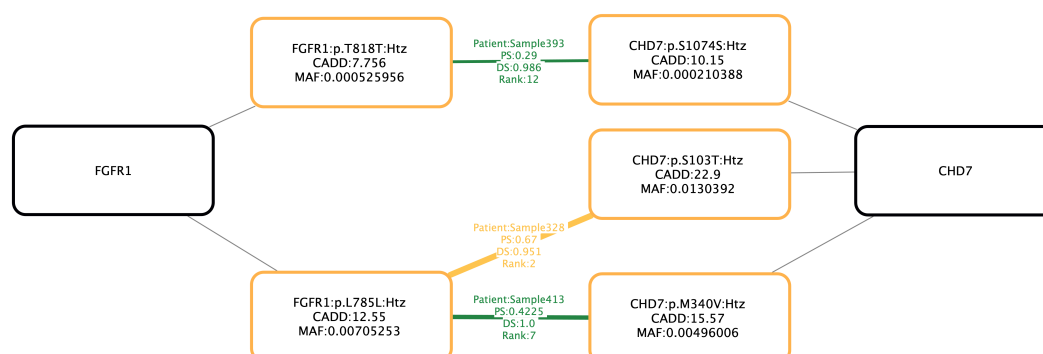 FGFR1:p.T818T:Htz
CADD:7.756
MAF:0.000525956
Patient:Sample393
PS:0.29
DS:0.986
Rank:12
CHD7:p.S1074S:Htz
CADD:10.15
MAF:0.000210388
FGFR1
CHD7:p.S103T:Htz
CADD:22.9
MAF:0.0130392
CHD7
Patient:Sample328
PS:0.67
DS:0.951
Rank:2
FGFR1:p.L785L:Htz
CADD:12.55
MAF:0.00705253
Patient:Sample413
PS:0.4225
DS:1.0
Rank:7
CHD7:p.M340V:Htz
CADD:15.57
MAF:0.00496006